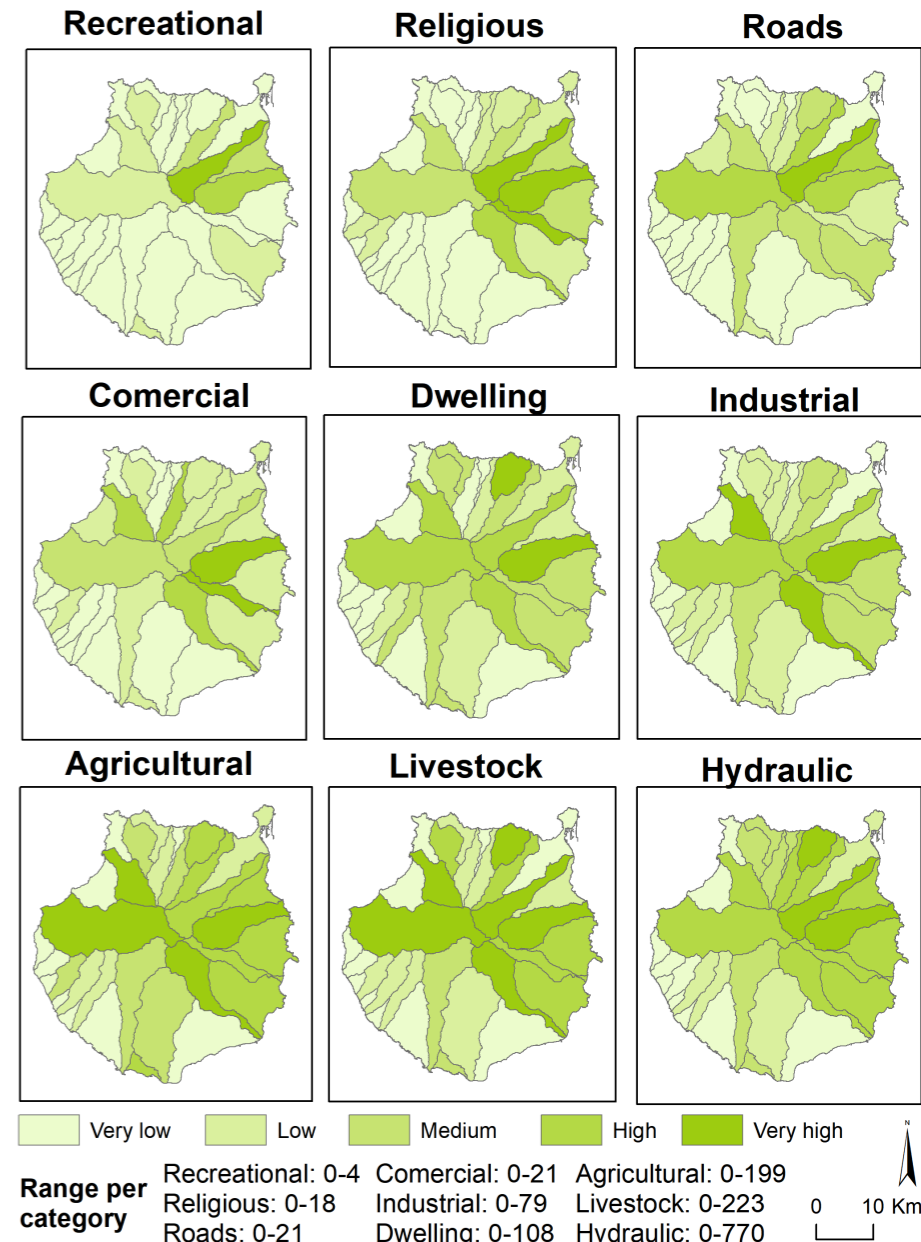 Recreational Religious Roads
Comercial Dwelling Industrial
Agricultural Livestock Hydraulic
Very low Low Medium High Very high
N
Range per category
Recreational: 0-4 Comercial: 0-21 Agricultural: 0-199
Religious: 0-18 Industrial: 0-79 Livestock: 0-223
Roads: 0-21 Dwelling: 0-108 Hydraulic: 0-770
0 10 Km